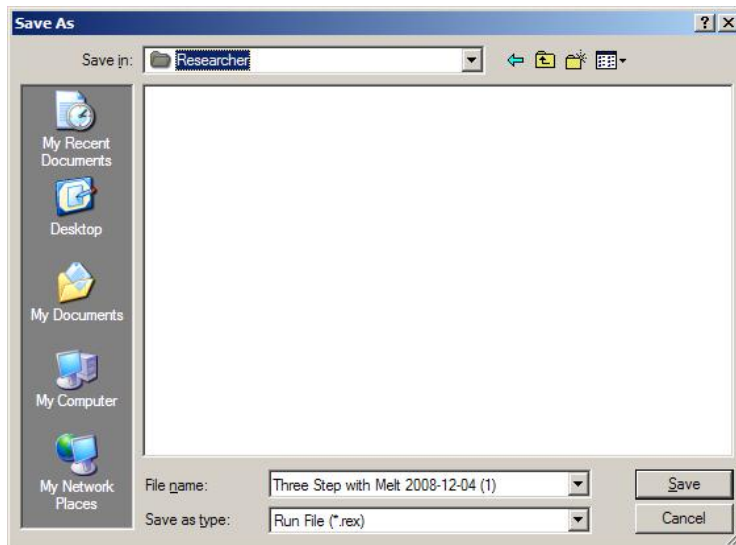 Save As
Save in:
Researcher
My Recent
Documents
Desktop
My Documents
My Computer
My Network
Places
File name:
Three Step with Melt 2008-12-04 (1)
Save
Save as type:
Run File (*.rex)
Cancel